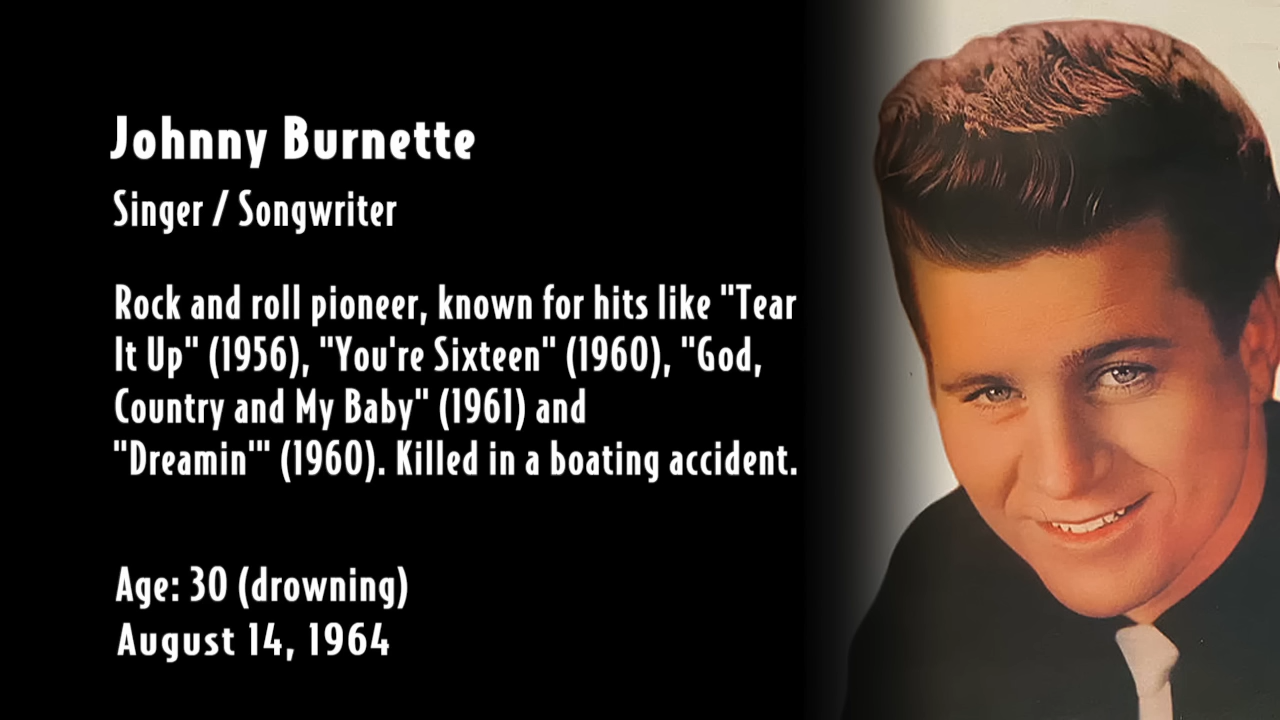 Johnny Burnette
Singer / Songwriter
Rock and roll pioneer, known for hits like "Tear
It Up" (1956), "You're Sixteen" (1960), "God,
Country and My Baby" (1961) and
"Dreamin'" (1960). Killed in a boating accident.
Age: 30 (drowning)
August 14, 1964